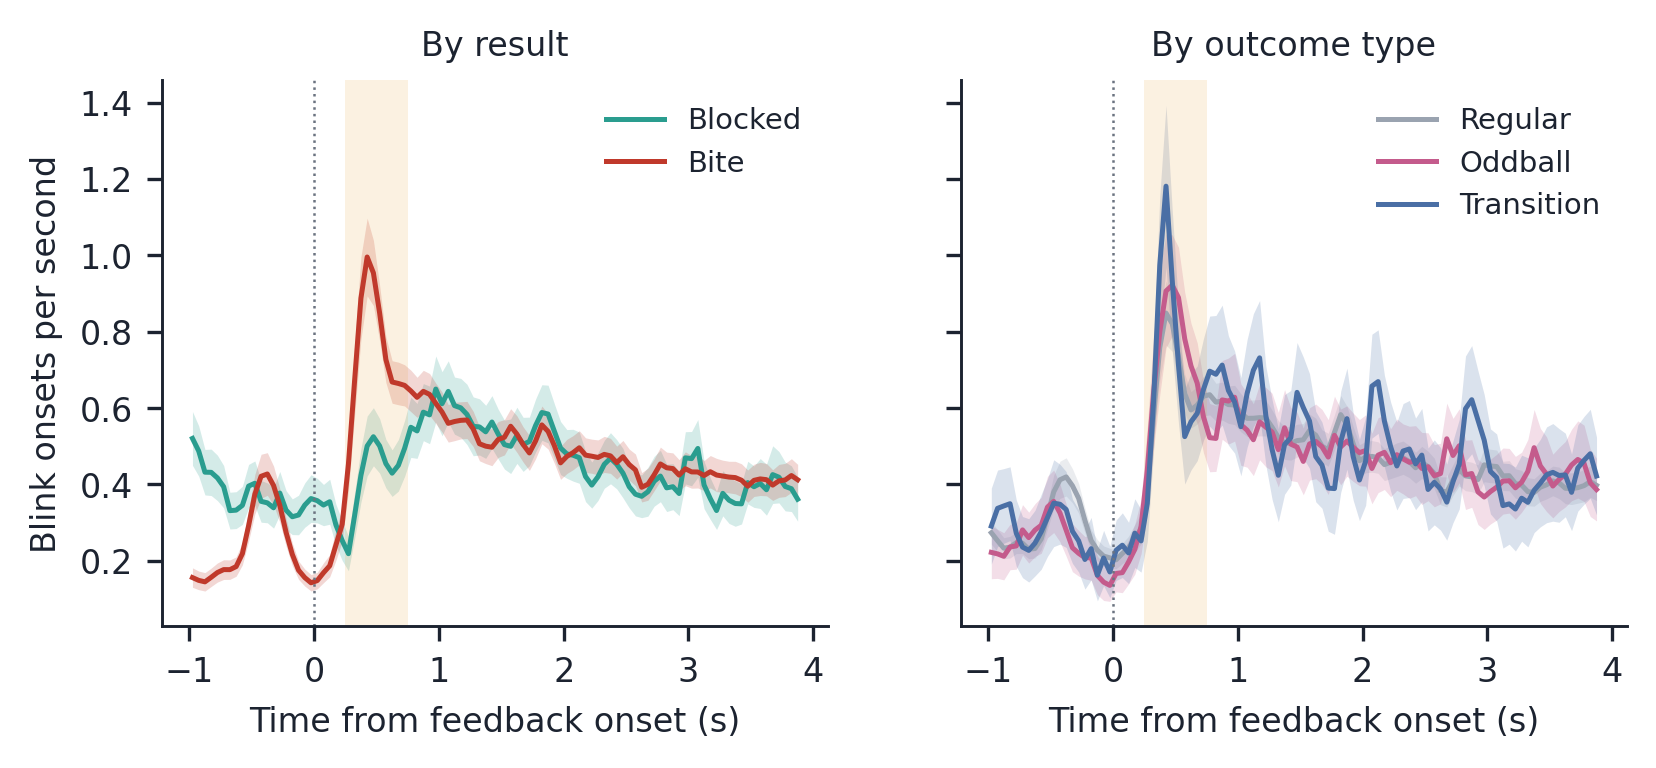 By result
Blink onsets per second
1.4
1.2
1.0
0.8
0.6
0.4
0.2
Blocked
Bite
−1 0 1 2 3 4
Time from feedback onset (s)
By outcome type
Regular
Oddball
Transition
−1 0 1 2 3 4
Time from feedback onset (s)